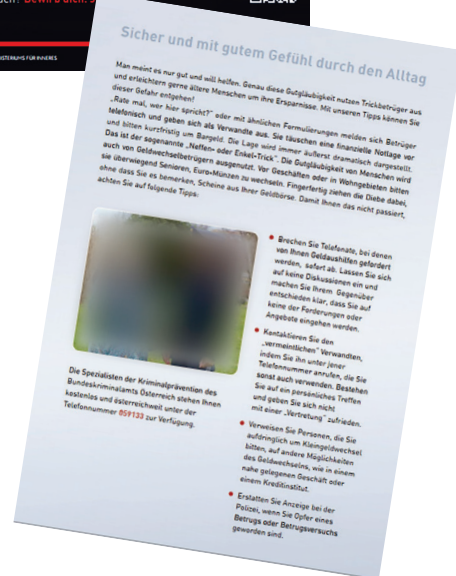 Bewirb dich.
MINISTERIUMS FÜR INNERES
Sicher und mit gutem Gefühl durch den Alltag
Man meint es nur gut und will helfen. Genau diese Gutgläubigkeit nutzen Trickbetrüger aus
und erleichtern gerne ältere Menschen um ihre Ersparnisse. Mit unseren Tipps können Sie
dieser Gefahr entgehen!
„Rate mal, wer hier spricht?“ oder mit ähnlichen Formulierungen melden sich Betrüger
telefonisch und geben sich als Verwandte aus. Sie täuschen eine finanzielle Notlage vor
und bitten kurzfristig um Bargeld. Die Lage wird immer äußerst dramatisch dargestellt.
Das ist der sogenannte „Neffen- oder Enkel-Trick“. Die Gutgläubigkeit von Menschen wird
auch von Geldwechselbetrügern ausgenutzt. Vor Geschäften oder in Wohngebieten bitten
sie überwiegend Senioren, Euro-Münzen zu wechseln. Fingerfertig ziehen die Diebe dabei,
ohne dass Sie es bemerken, Scheine aus Ihrer Geldbörse. Damit Ihnen das nicht passiert,
achten Sie auf folgende Tipps:
• Brechen Sie Telefonate, bei denen
von Ihnen Geldaushilfen gefordert
werden, sofort ab. Lassen Sie sich
auf keine Diskussionen ein und
machen Sie Ihrem Gegenüber
entschieden klar, dass Sie auf
keine der Forderungen oder
Angebote eingehen werden.
• Kontaktieren Sie den
„vermeintlichen“ Verwandten,
indem Sie ihn unter jener
Telefonnummer anrufen, die Sie
sonst auch verwenden. Bestehen
Sie auf ein persönliches Treffen
und geben Sie sich nicht
mit einer „Vertretung“ zufrieden.
• Verweisen Sie Personen, die Sie
aufdringlich um Kleingeldwechsel
bitten, auf andere Möglichkeiten
des Geldwechselns, wie in einem
nahe gelegenen Geschäft oder
einem Kreditinstitut.
• Erstatten Sie Anzeige bei der
Polizei, wenn Sie Opfer eines
Betrugs oder Betrugsversuchs
geworden sind.
Die Spezialisten der Kriminalprävention des
Bundeskriminalamts Österreich stehen Ihnen
kostenlos und österreichweit unter der
Telefonnummer 059133 zur Verfügung.